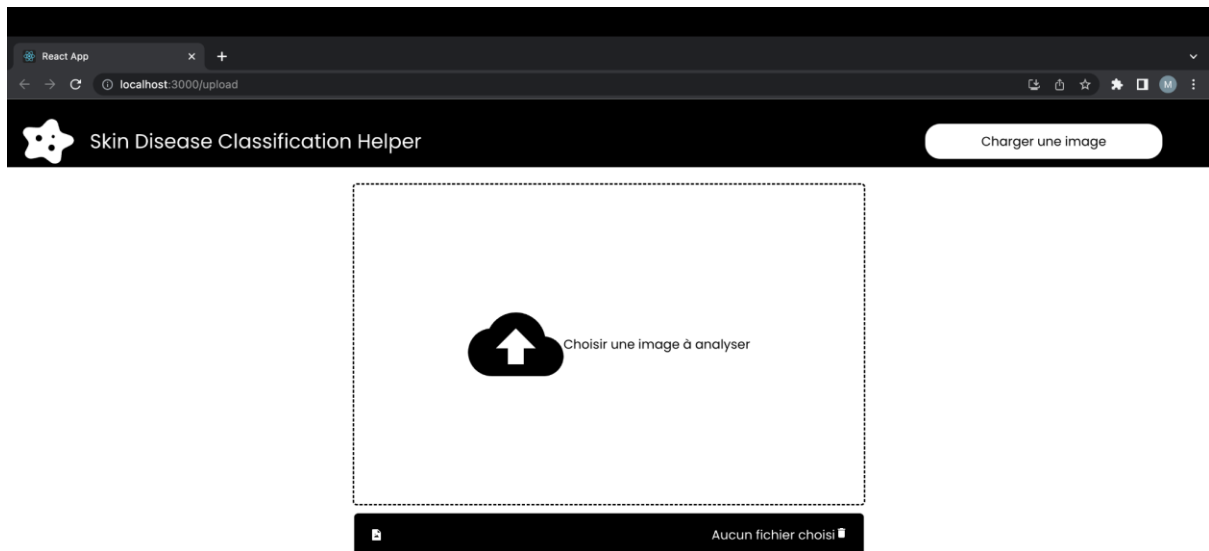 React App
localhost:3000/upload
M
Skin Disease Classification Helper
Charger une image
Choisir une image à analyser
Aucun fichier choisi